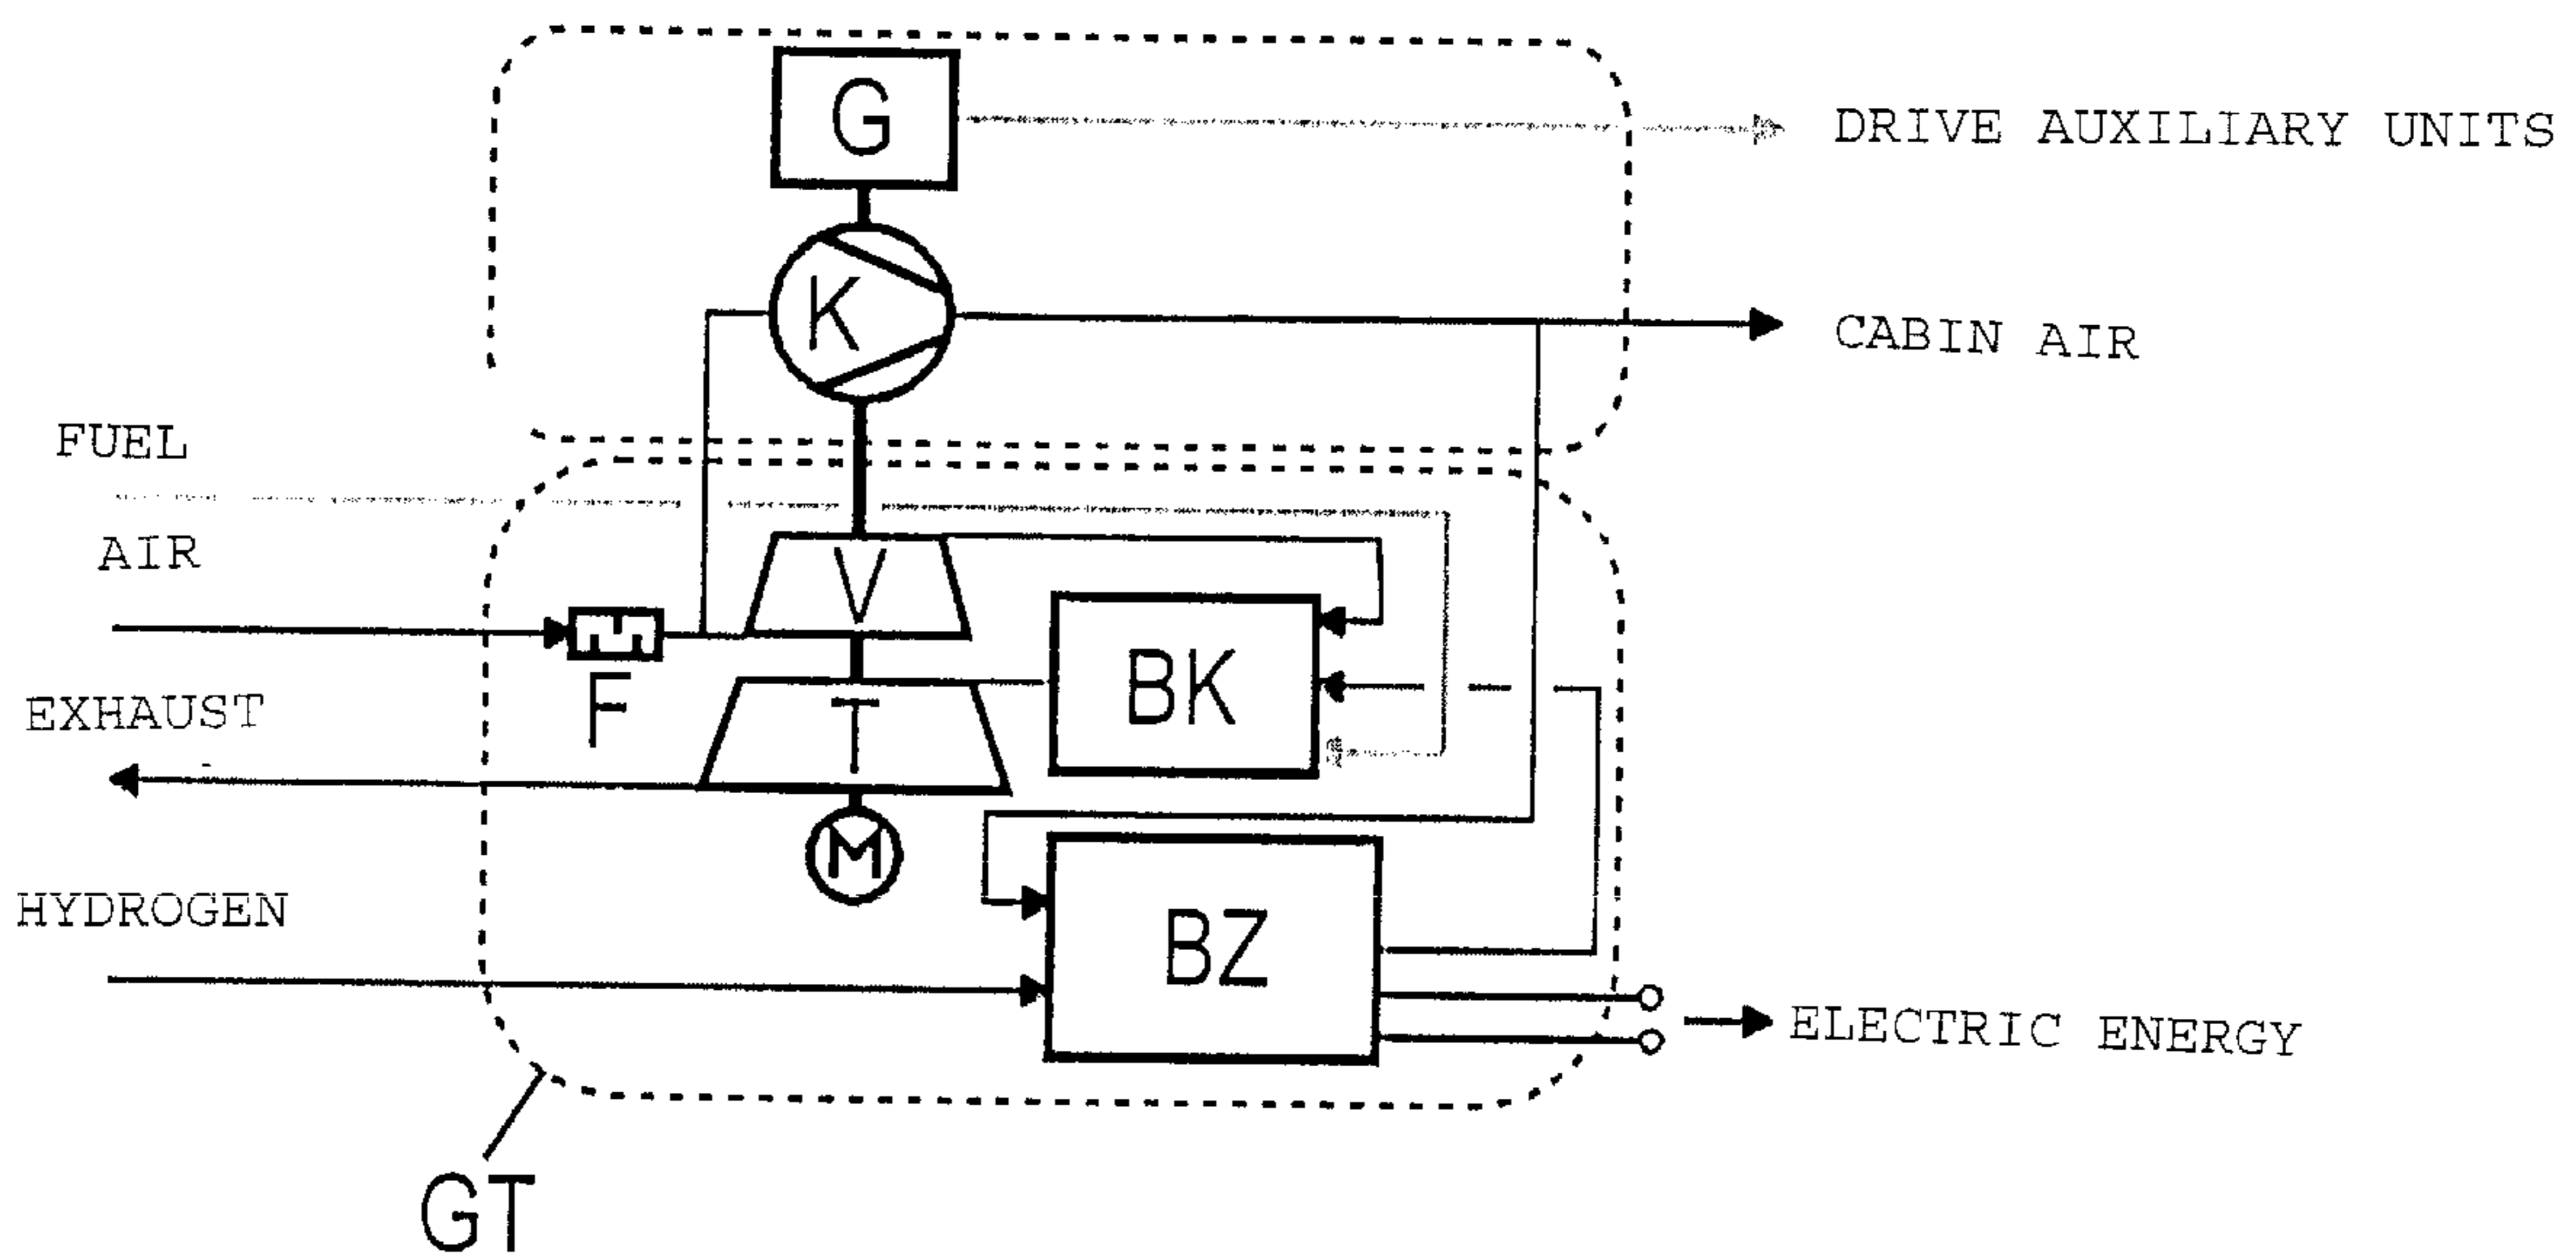 G
DRIVE AUXILIARY UNITS
K
CABIN AIR
FUEL
AIR
V
F
BK
EXHAUST
T
M
HYDROGEN
BZ
ELECTRIC ENERGY
GT